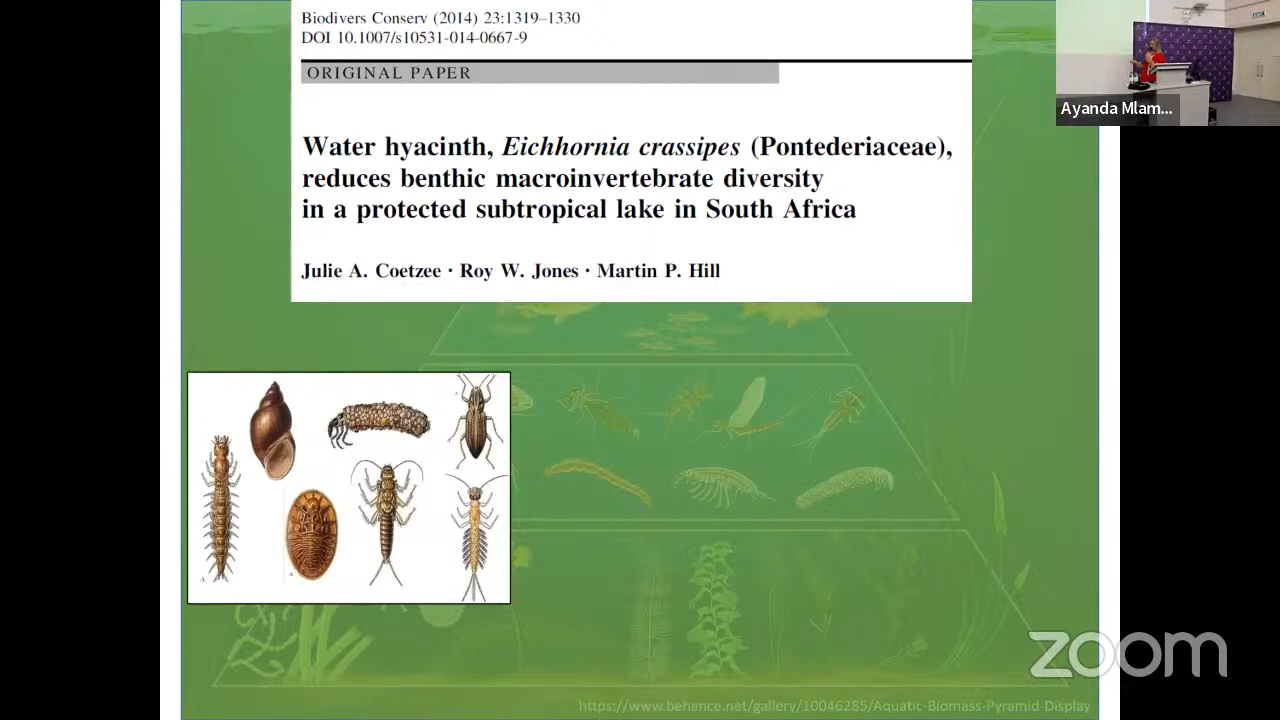 Biodivers Conserv (2014) 23:1319–1330
DOI 10.1007/s10531-014-0667-9
ORIGINAL PAPER
Water hyacinth, Eichhornia crassipes (Pontederiaceae),
reduces benthic macroinvertebrate diversity
in a protected subtropical lake in South Africa
Julie A. Coetzee · Roy W. Jones · Martin P. Hill
Ayanda Mlam...
zoom
https://www.behance.net/gallery/10046285/Aquatic-Biomass-Pyramid-Display